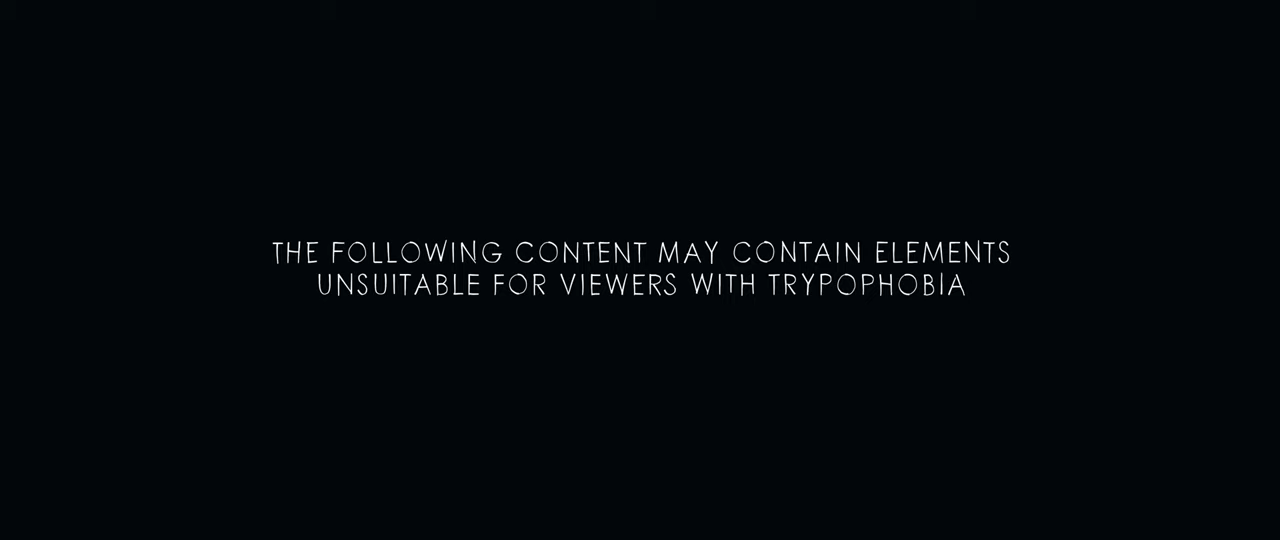 THE FOLLOWING CONTENT MAY CONTAIN ELEMENTS
UNSUITABLE FOR VIEWERS WITH TRYPOPHOBIA